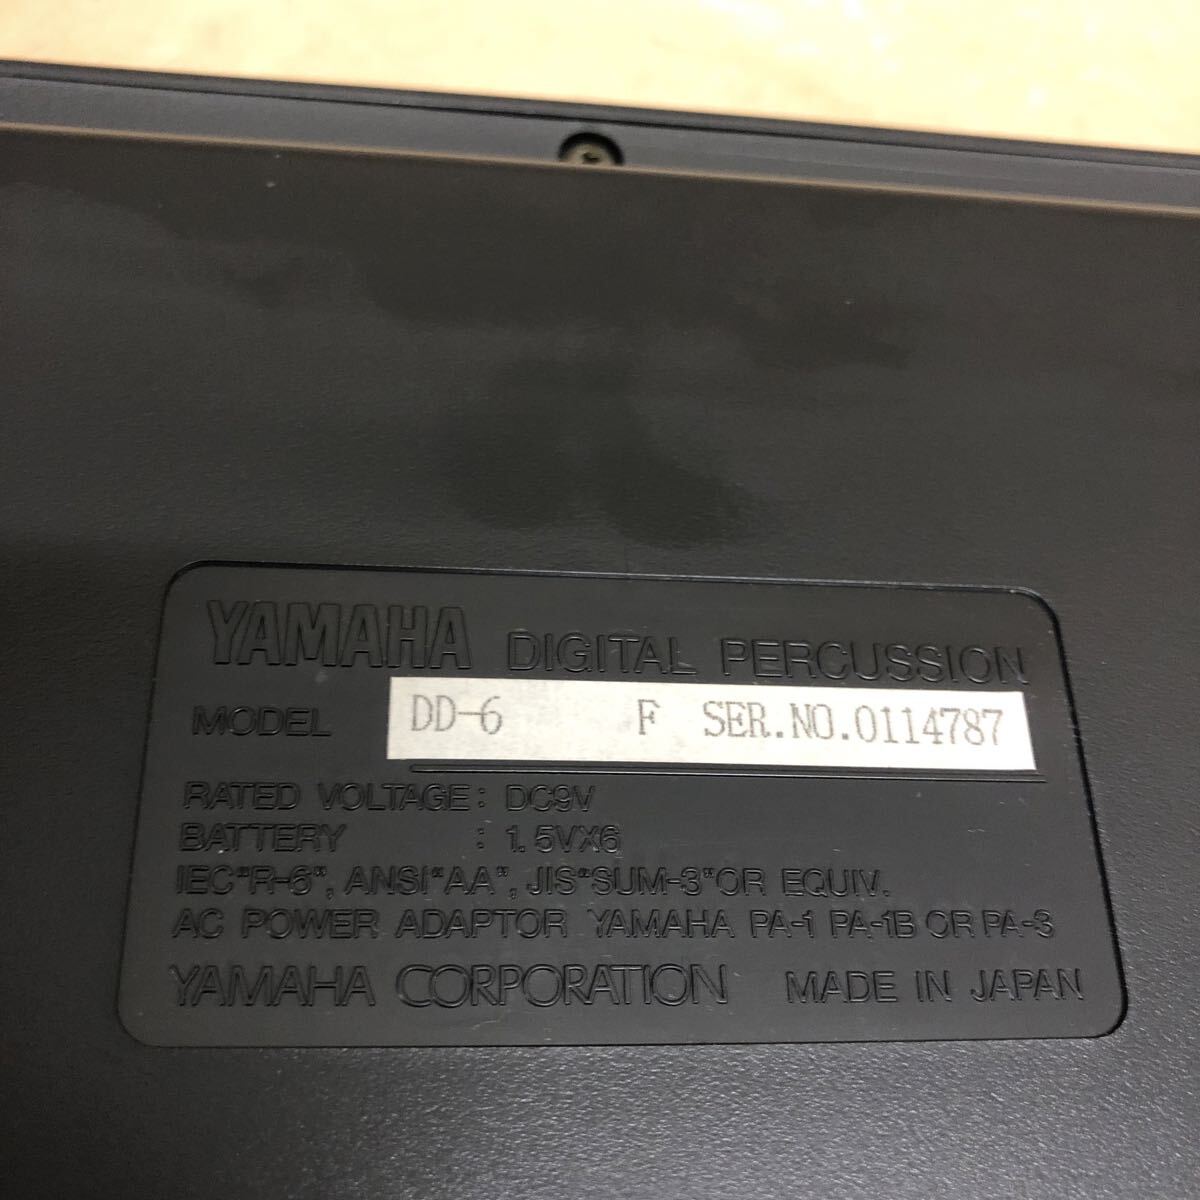 YAMAHA DIGITAL PERCUSSION
MODEL DD-6 F SER.NO.0114787
RATED VOLTAGE: DC9V
BATTERY : 1.5VX6
IEC"R-6", ANSI"AA", JIS"SUM-3"OR EQUIV.
AC POWER ADAPTOR YAMAHA PA-1 PA-1B OR PA-3
YAMAHA CORPORATION MADE IN JAPAN